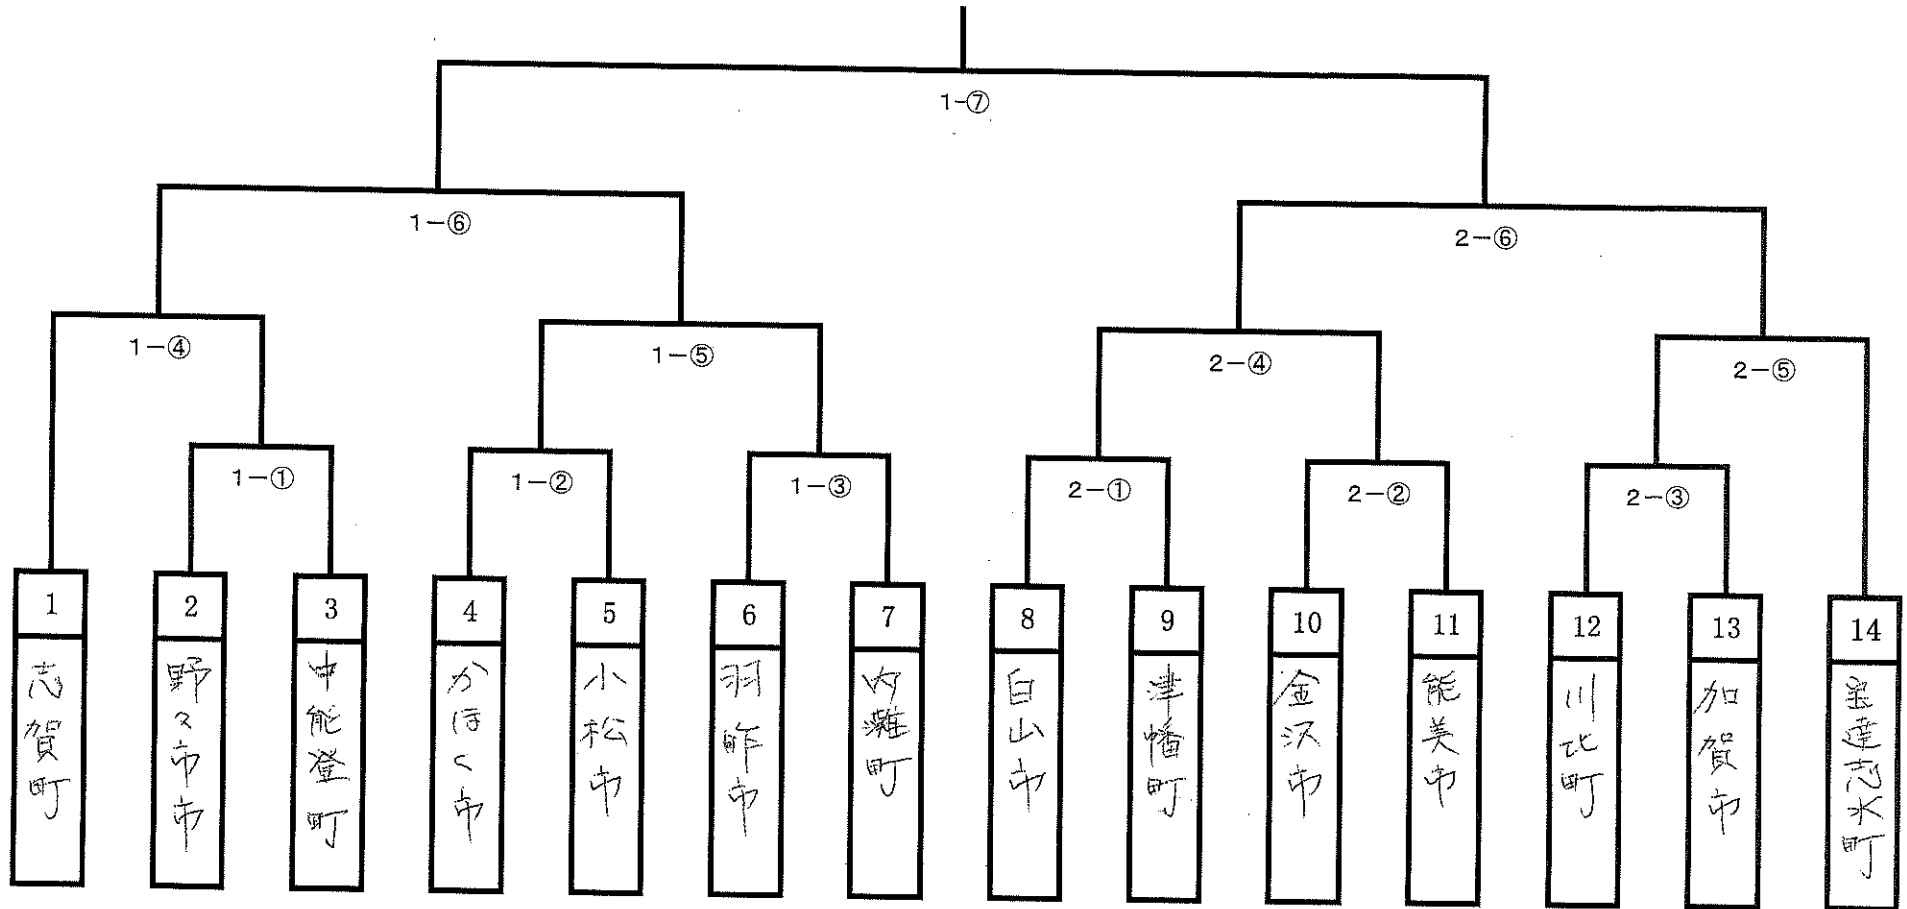 1-⑦
1-⑥
2-⑥
1-④
1-⑤
2-④
2-⑤
1-①
1-②
1-③
2-①
2-②
2-③
1
2
3
4
5
6
7
8
9
10
11
12
13
14
志賀町
野々市市
中能登町
かほく市
小松市
羽咋市
内灘町
白山市
津幡町
金沢市
能美市
川北町
加賀市
宝達志水町